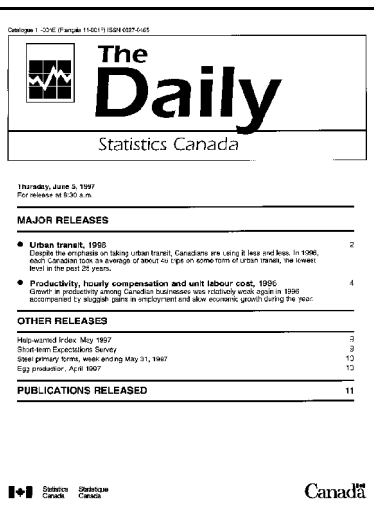 Catalogue 11-001E (Français 11-001F) ISSN 0827-0465
The
Daily
Statistics Canada
Thursday, June 5, 1997
For release at 8:30 a.m.
MAJOR RELEASES
● Urban transit, 1996 2
Despite the emphasis on taking urban transit, Canadians are using it less and less. In 1996,
each Canadian took an average of about 46 trips on some form of urban transit, the lowest
level in the past 25 years.
● Productivity, hourly compensation and unit labour cost, 1996 4
Growth in productivity among Canadian businesses was relatively weak again in 1996
accompanied by sluggish gains in employment and slow economic growth during the year.
OTHER RELEASES
Help-wanted Index, May 1997 9
Short-term Expectations Survey 9
Steel primary forms, week ending May 31, 1997 10
Egg production, April 1997 10
PUBLICATIONS RELEASED 11
Statistics Statistique
Canada Canada
Canada